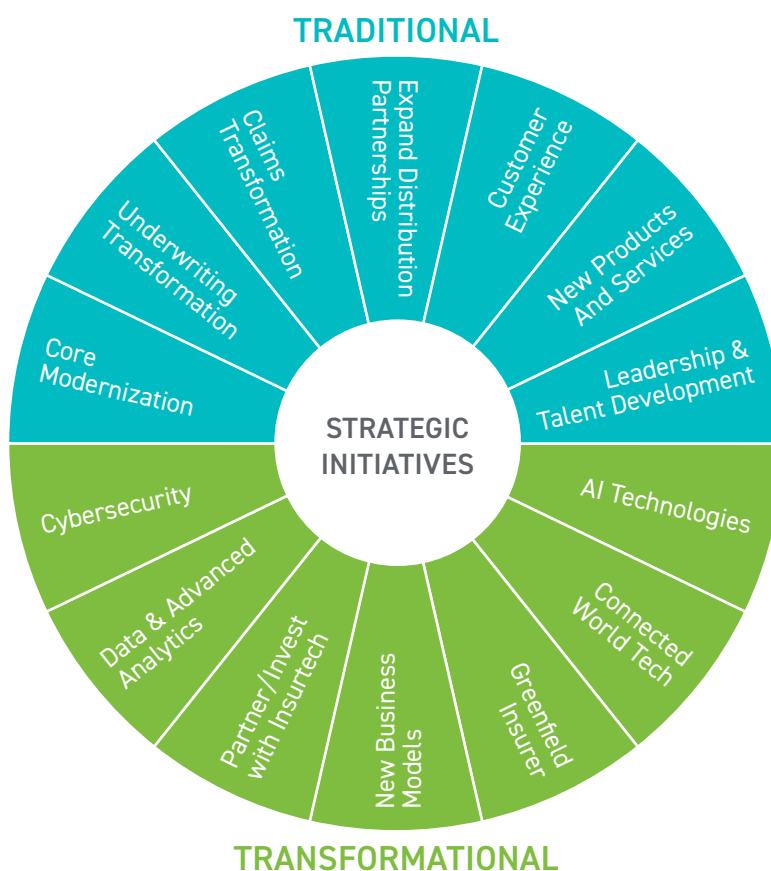 TRADITIONAL
Core
Modernization
Underwriting
Transformation
Claims
Transformation
Expand Distribution
Partnerships
Customer
Experience
New Products
And Services
Leadership &
Talent Development
STRATEGIC
INITIATIVES
Cybersecurity
Data & Advanced
Analytics
Partner/Invest
with Insurtech
New Business
Models
Greenfield
Insurer
Connected
World Tech
AI Technologies
TRANSFORMATIONAL